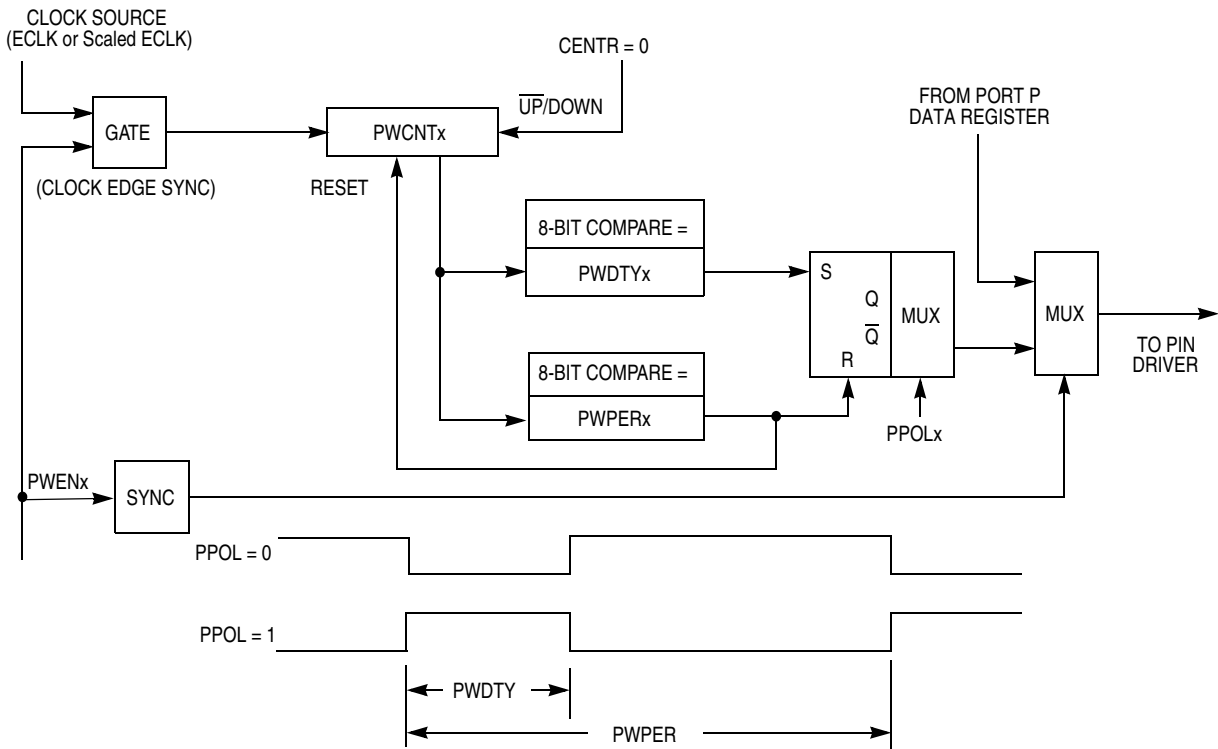 CLOCK SOURCE
(ECLK or Scaled ECLK)
CENTR = 0
UP/DOWN
FROM PORT P
DATA REGISTER
GATE
PWCNTx
(CLOCK EDGE SYNC)
RESET
8-BIT COMPARE =
PWDTYx
S
Q
Q
R
MUX
MUX
TO PIN
DRIVER
8-BIT COMPARE =
PWPERx
PPOLx
PWENx
SYNC
PPOL = 0
PPOL = 1
PWDTY
PWPER